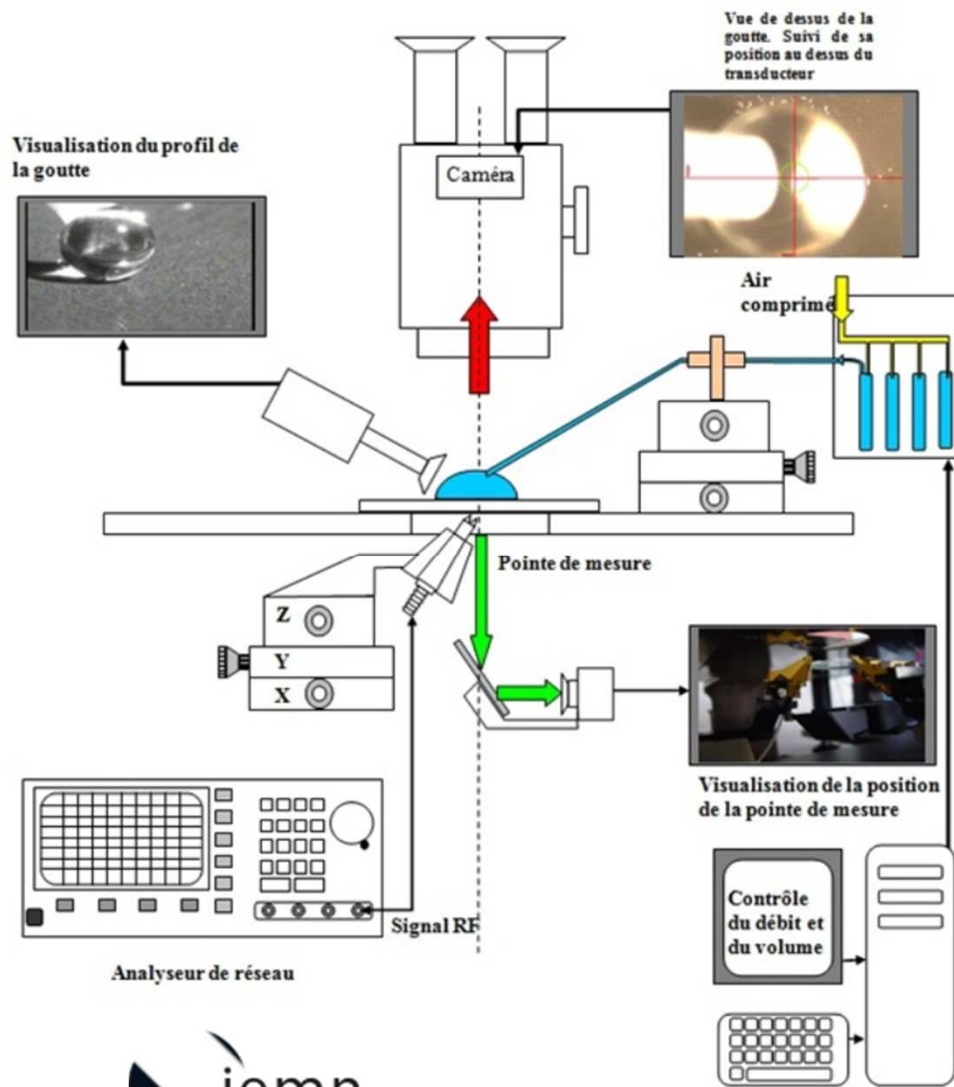 Vue de dessus de la
goutte. Suivi de sa
position au dessus du
transducteur
Visualisation du profil de
la goutte
Caméra
Air
comprimé
Pointe de mesure
Z
Y
X
Visualisation de la position
de la pointe de mesure
Contrôle
du débit et
du volume
Signal RF
Analyseur de réseau
iemn